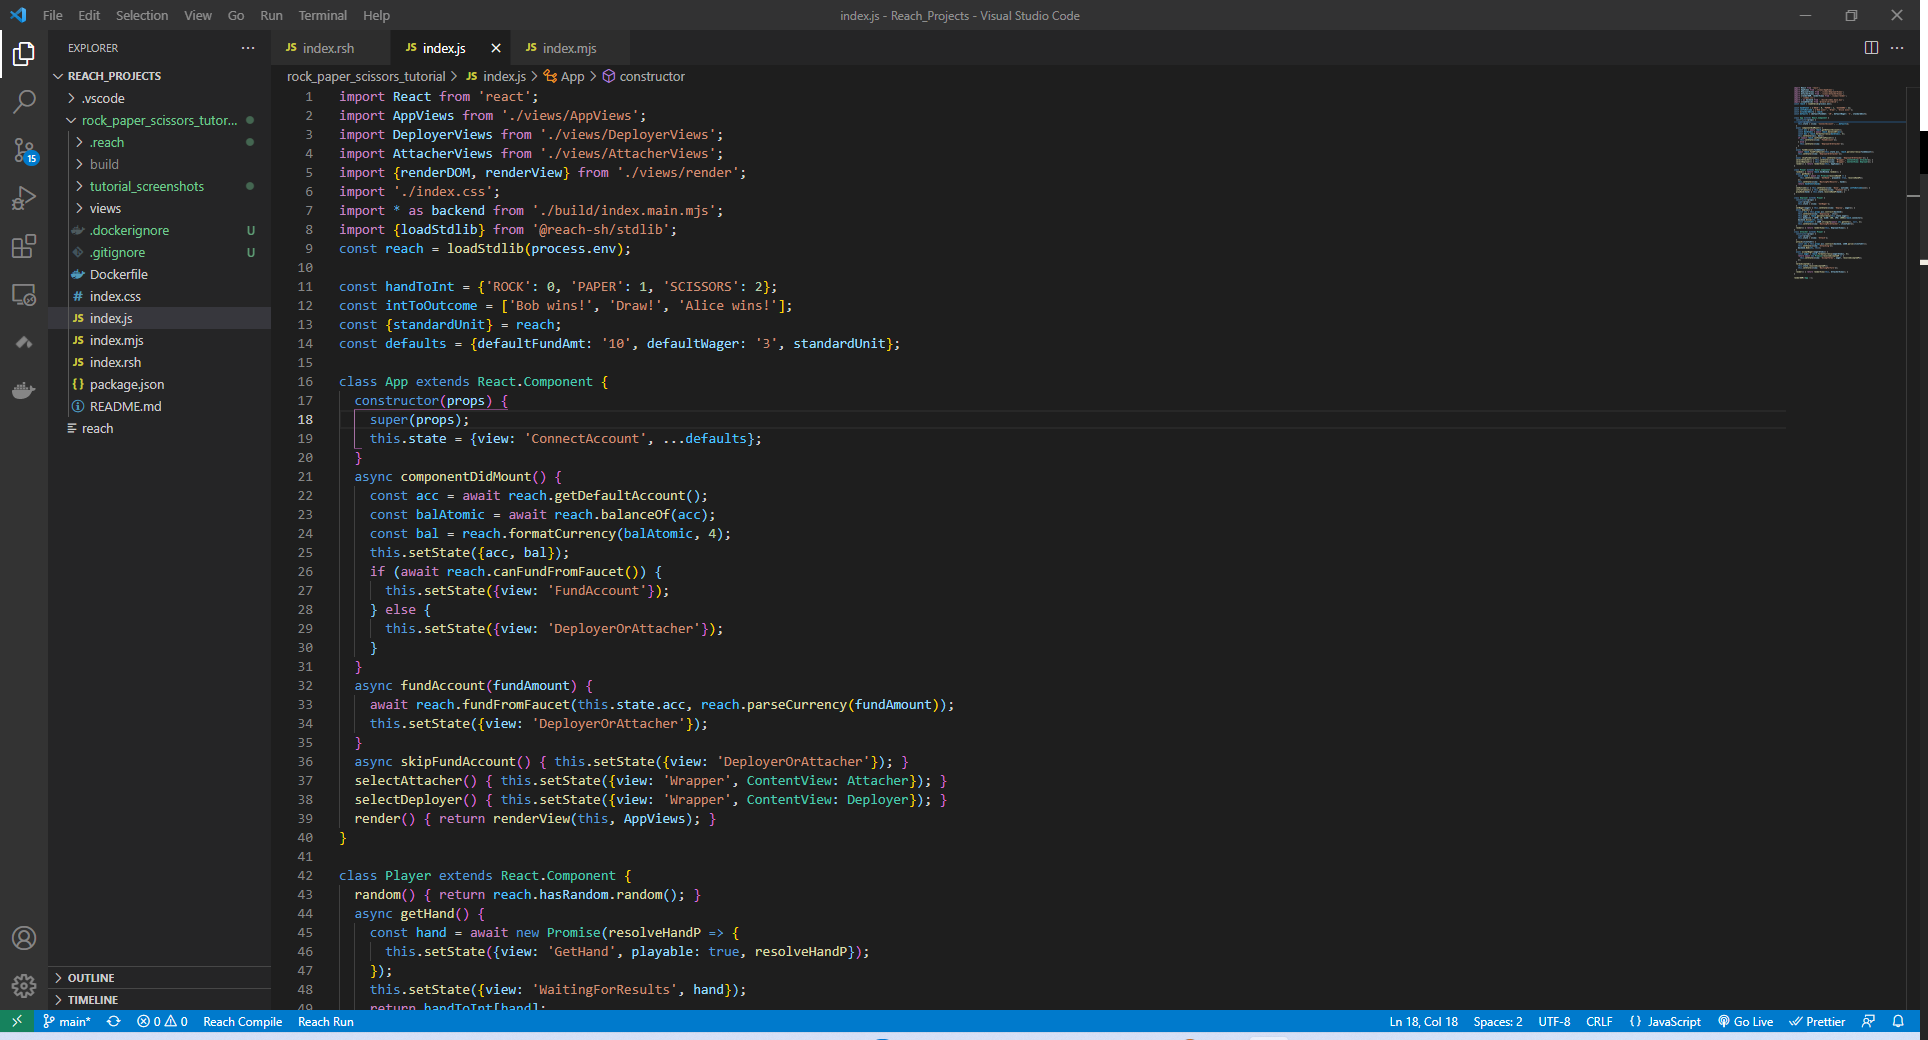 File Edit Selection View Go Run Terminal Help
index.js - Reach_Projects - Visual Studio Code
EXPLORER
REACH_PROJECTS
.vscode
rock_paper_scissors_tutor...
.reach
build
tutorial_screenshots
views
.dockerignore U
.gitignore U
Dockerfile
index.css
JS index.js
JS index.mjs
JS index.rsh
{} package.json
README.md
reach
OUTLINE
TIMELINE
15
JS index.rsh JS index.js JS index.mjs
rock_paper_scissors_tutorial > JS index.js > App > constructor
1 import React from 'react';
2 import AppViews from './views/AppViews';
3 import DeployerViews from './views/DeployerViews';
4 import AttacherViews from './views/AttacherViews';
5 import {renderDOM, renderView} from './views/render';
6 import './index.css';
7 import * as backend from './build/index.main.mjs';
8 import {loadStdlib} from '@reach-sh/stdlib';
9 const reach = loadStdlib(process.env);
10
11 const handToInt = {'ROCK': 0, 'PAPER': 1, 'SCISSORS': 2};
12 const intToOutcome = ['Bob wins!', 'Draw!', 'Alice wins!'];
13 const {standardUnit} = reach;
14 const defaults = {defaultFundAmt: '10', defaultWager: '3', standardUnit};
15
16 class App extends React.Component {
17 constructor(props) {
18 super(props);
19 this.state = {view: 'ConnectAccount', ...defaults};
20 }
21 async componentDidMount() {
22 const acc = await reach.getDefaultAccount();
23 const balAtomic = await reach.balanceOf(acc);
24 const bal = reach.formatCurrency(balAtomic, 4);
25 this.setState({acc, bal});
26 if (await reach.canFundFromFaucet()) {
27 this.setState({view: 'FundAccount'});
28 } else {
29 this.setState({view: 'DeployerOrAttacher'});
30 }
31 }
32 async fundAccount(fundAmount) {
33 await reach.fundFromFaucet(this.state.acc, reach.parseCurrency(fundAmount));
34 this.setState({view: 'DeployerOrAttacher'});
35 }
36 async skipFundAccount() { this.setState({view: 'DeployerOrAttacher'}); }
37 selectAttacher() { this.setState({view: 'Wrapper', ContentView: Attacher}); }
38 selectDeployer() { this.setState({view: 'Wrapper', ContentView: Deployer}); }
39 render() { return renderView(this, AppViews); }
40 }
41
42 class Player extends React.Component {
43 random() { return reach.hasRandom.random(); }
44 async getHand() {
45 const hand = await new Promise(resolveHandP => {
46 this.setState({view: 'GetHand', playable: true, resolveHandP});
47 });
48 this.setState({view: 'WaitingForResults', hand});
49 return handToInt[hand];
main* 0 0 Reach Compile Reach Run
Ln 18, Col 18 Spaces: 2 UTF-8 CRLF {} JavaScript Go Live Prettier